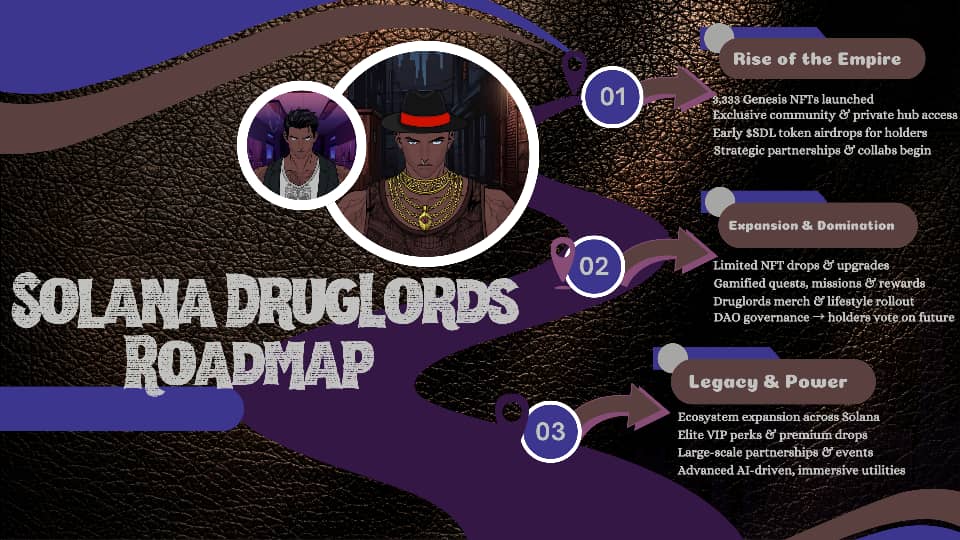 SOLANA DRUGLORDS
ROADMAP
01
Rise of the Empire
3,333 Genesis NFTs launched
Exclusive community & private hub access
Early $SDL token airdrops for holders
Strategic partnerships & collabs begin
02
Expansion & Domination
Limited NFT drops & upgrades
Gamified quests, missions & rewards
Druglords merch & lifestyle rollout
DAO governance → holders vote on future
03
Legacy & Power
Ecosystem expansion across Solana
Elite VIP perks & premium drops
Large-scale partnerships & events
Advanced AI-driven, immersive utilities